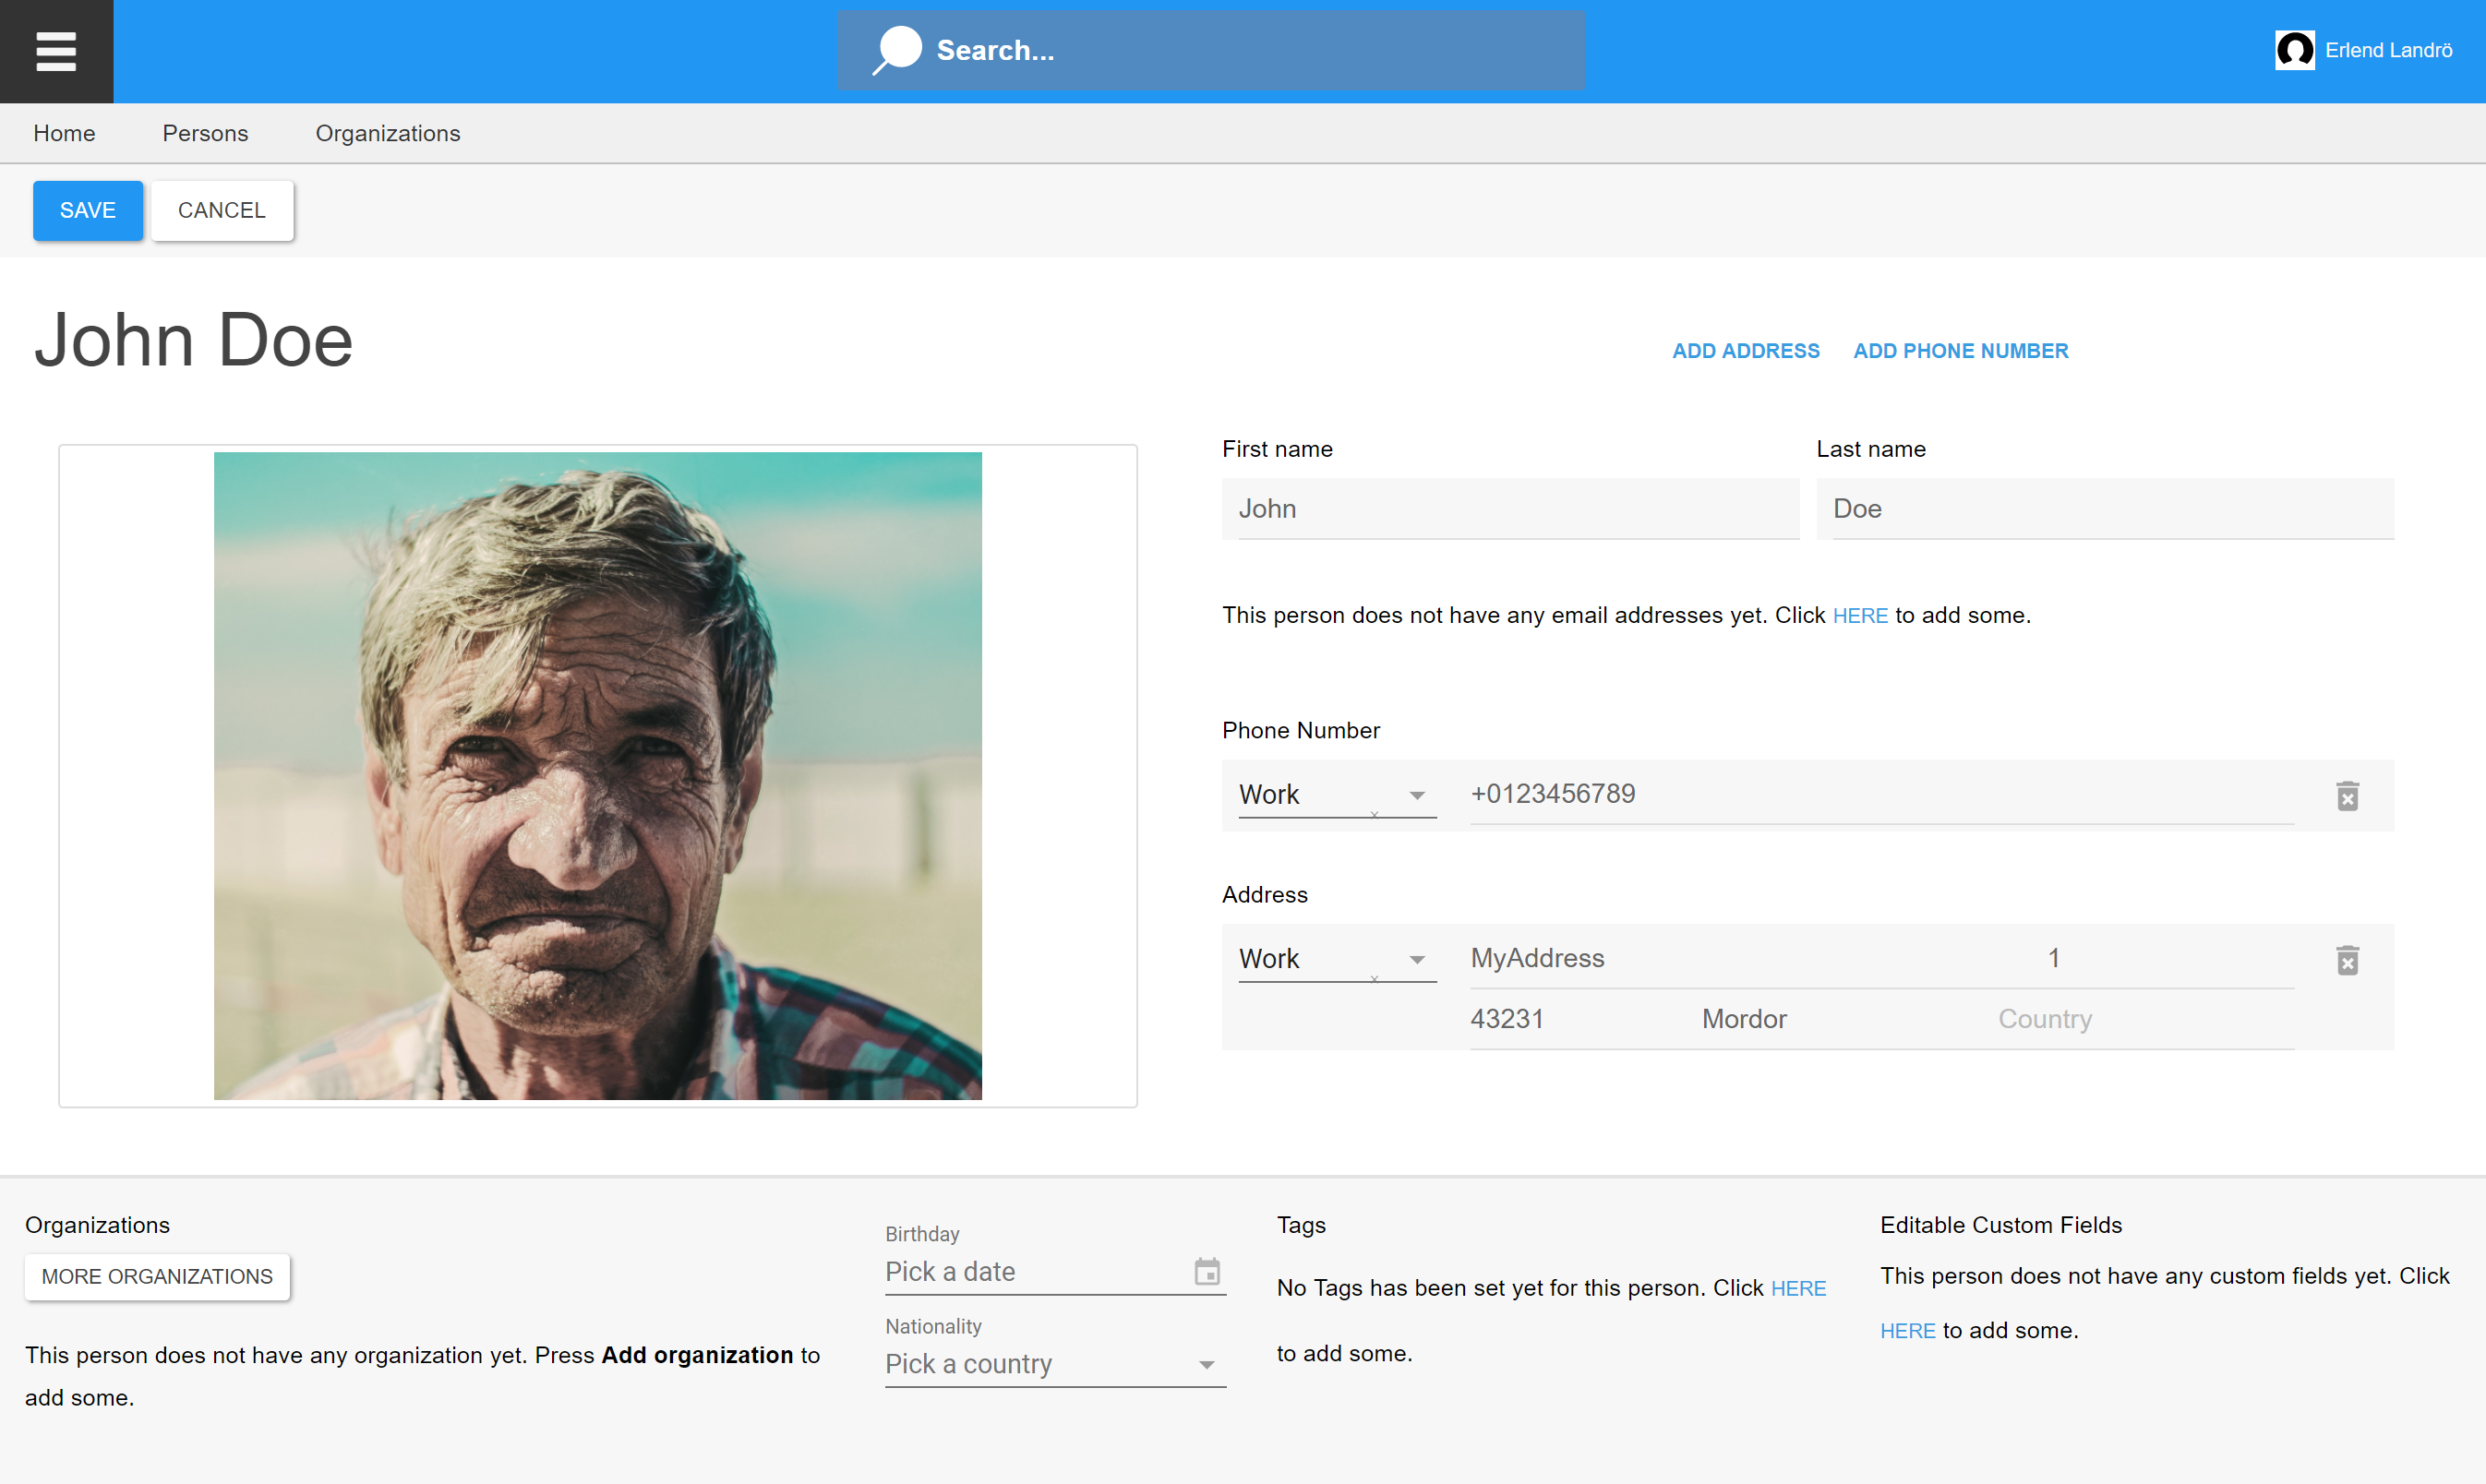 Search...
Erlend Landrö
Home Persons Organizations
SAVE CANCEL
John Doe
ADD ADDRESS ADD PHONE NUMBER
First name Last name
John Doe
This person does not have any email addresses yet. Click HERE to add some.
Phone Number
Work +0123456789
Address
Work MyAddress 1
43231 Mordor Country
Organizations
MORE ORGANIZATIONS
This person does not have any organization yet. Press Add organization to
add some.
Birthday
Pick a date
Nationality
Pick a country
Tags
No Tags has been set yet for this person. Click HERE
to add some.
Editable Custom Fields
This person does not have any custom fields yet. Click
HERE to add some.